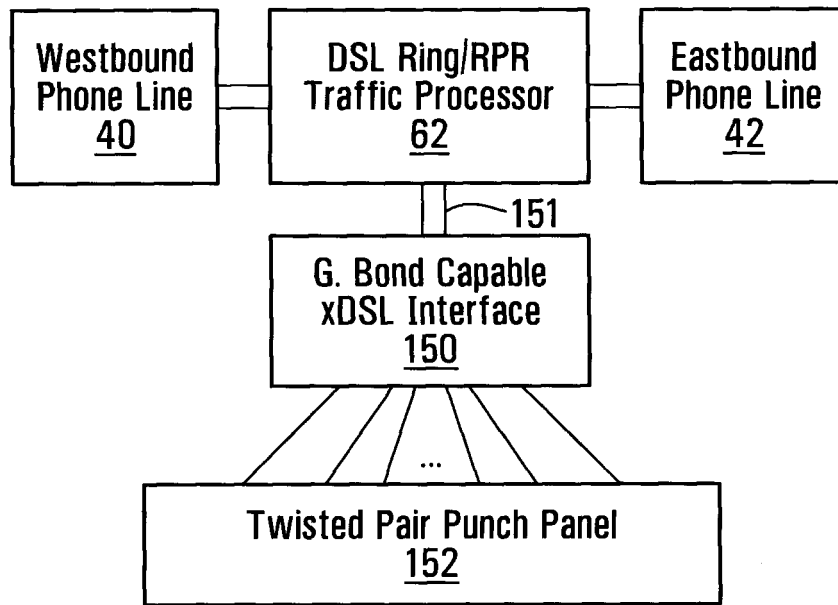 Westbound
Phone Line
40
DSL Ring/RPR
Traffic Processor
62
Eastbound
Phone Line
42
151
G. Bond Capable
xDSL Interface
150
...
Twisted Pair Punch Panel
152